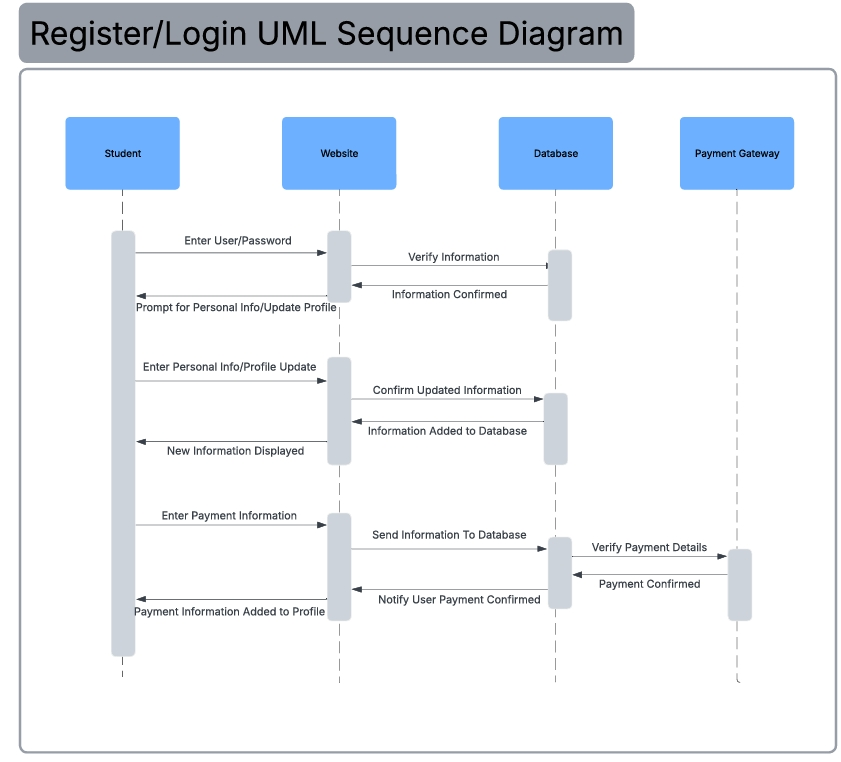 Register/Login UML Sequence Diagram
Student
Website
Database
Payment Gateway
Enter User/Password
Verify Information
Information Confirmed
Prompt for Personal Info/Update Profile
Enter Personal Info/Profile Update
Confirm Updated Information
Information Added to Database
New Information Displayed
Enter Payment Information
Send Information To Database
Verify Payment Details
Payment Confirmed
Notify User Payment Confirmed
Payment Information Added to Profile